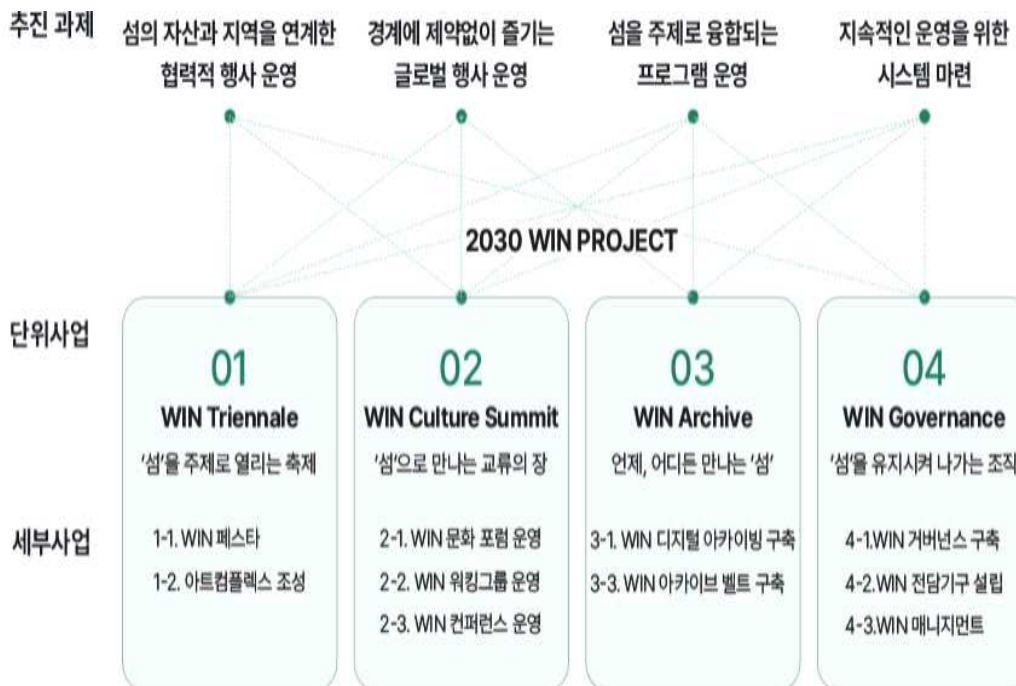 추진 과제
섬의 자산과 지역을 연계한
협력적 행사 운영
경계에 제약없이 즐기는
글로벌 행사 운영
섬을 주제로 융합되는
프로그램 운영
지속적인 운영을 위한
시스템 마련
2030 WIN PROJECT
단위사업
01
WIN Triennale
'섬'을 주제로 열리는 축제
02
WIN Culture Summit
'섬'으로 만나는 교류의 장
03
WIN Archive
언제, 어디든 만나는 '섬'
04
WIN Governance
'섬'을 유지시켜 나가는 조직
세부사업
1-1. WIN 페스타
1-2. 아트컴플렉스 조성
2-1. WIN 문화 포럼 운영
2-2. WIN 워킹그룹 운영
2-3. WIN 컨퍼런스 운영
3-1. WIN 디지털 아카이빙 구축
3-3. WIN 아카이브 벨트 구축
4-1.WIN 거버넌스 구축
4-2.WIN 전담기구 설립
4-3.WIN 매니지먼트